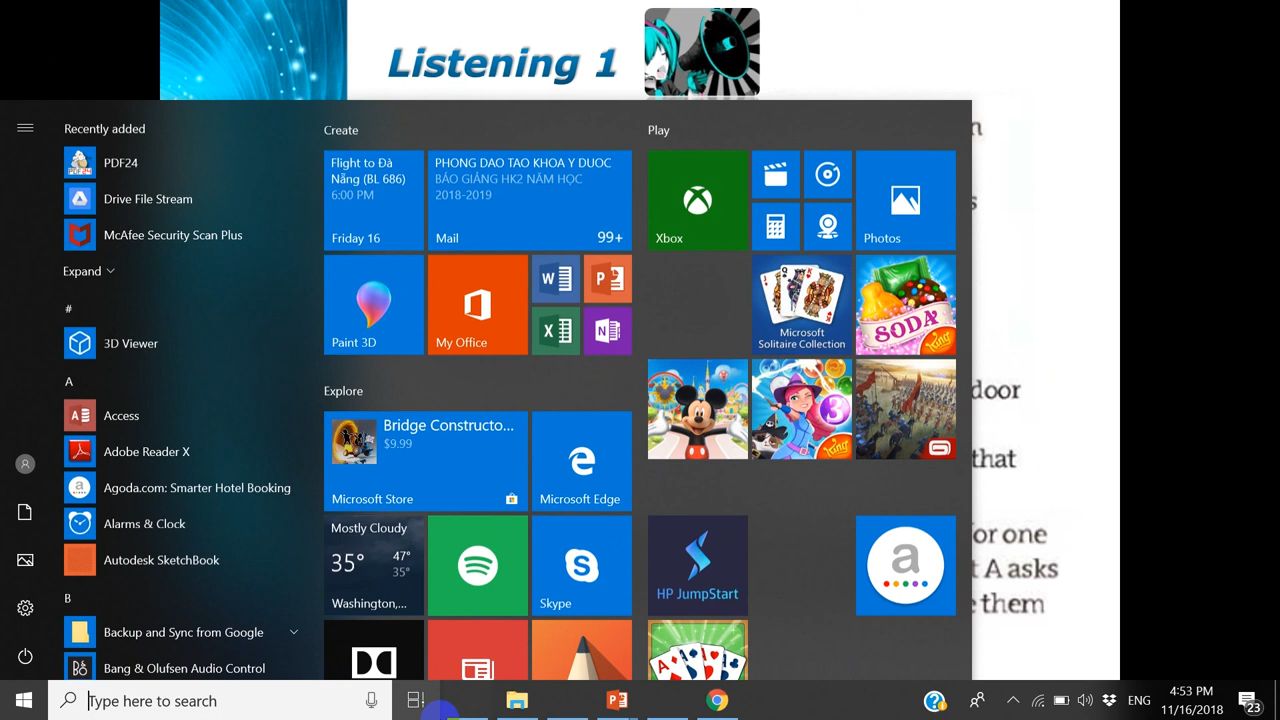 Listening 1
Recently added
PDF24
Drive File Stream
McAfee Security Scan Plus
Expand
#
3D Viewer
A
Access
Adobe Reader X
Agoda.com: Smarter Hotel Booking
Alarms & Clock
Autodesk SketchBook
B
Backup and Sync from Google
Bang & Olufsen Audio Control
Create
Flight to Đà
Nẵng (BL 686)
6:00 PM
Friday 16
PHONG DAO TAO KHOA Y DUOC
BÁO GIẢNG HK2 NĂM HỌC
2018-2019
Mail
99+
Paint 3D
My Office
Explore
Bridge Constructo...
$9.99
Microsoft Store
Microsoft Edge
Mostly Cloudy
35°
47°
35°
Washington,...
Skype
Play
Xbox
Photos
Microsoft
Solitaire Collection
SODA
King
3
King
HP JumpStart
a
door
that
or one
t A asks
e them
Type here to search
ENG
4:53 PM
11/16/2018
23